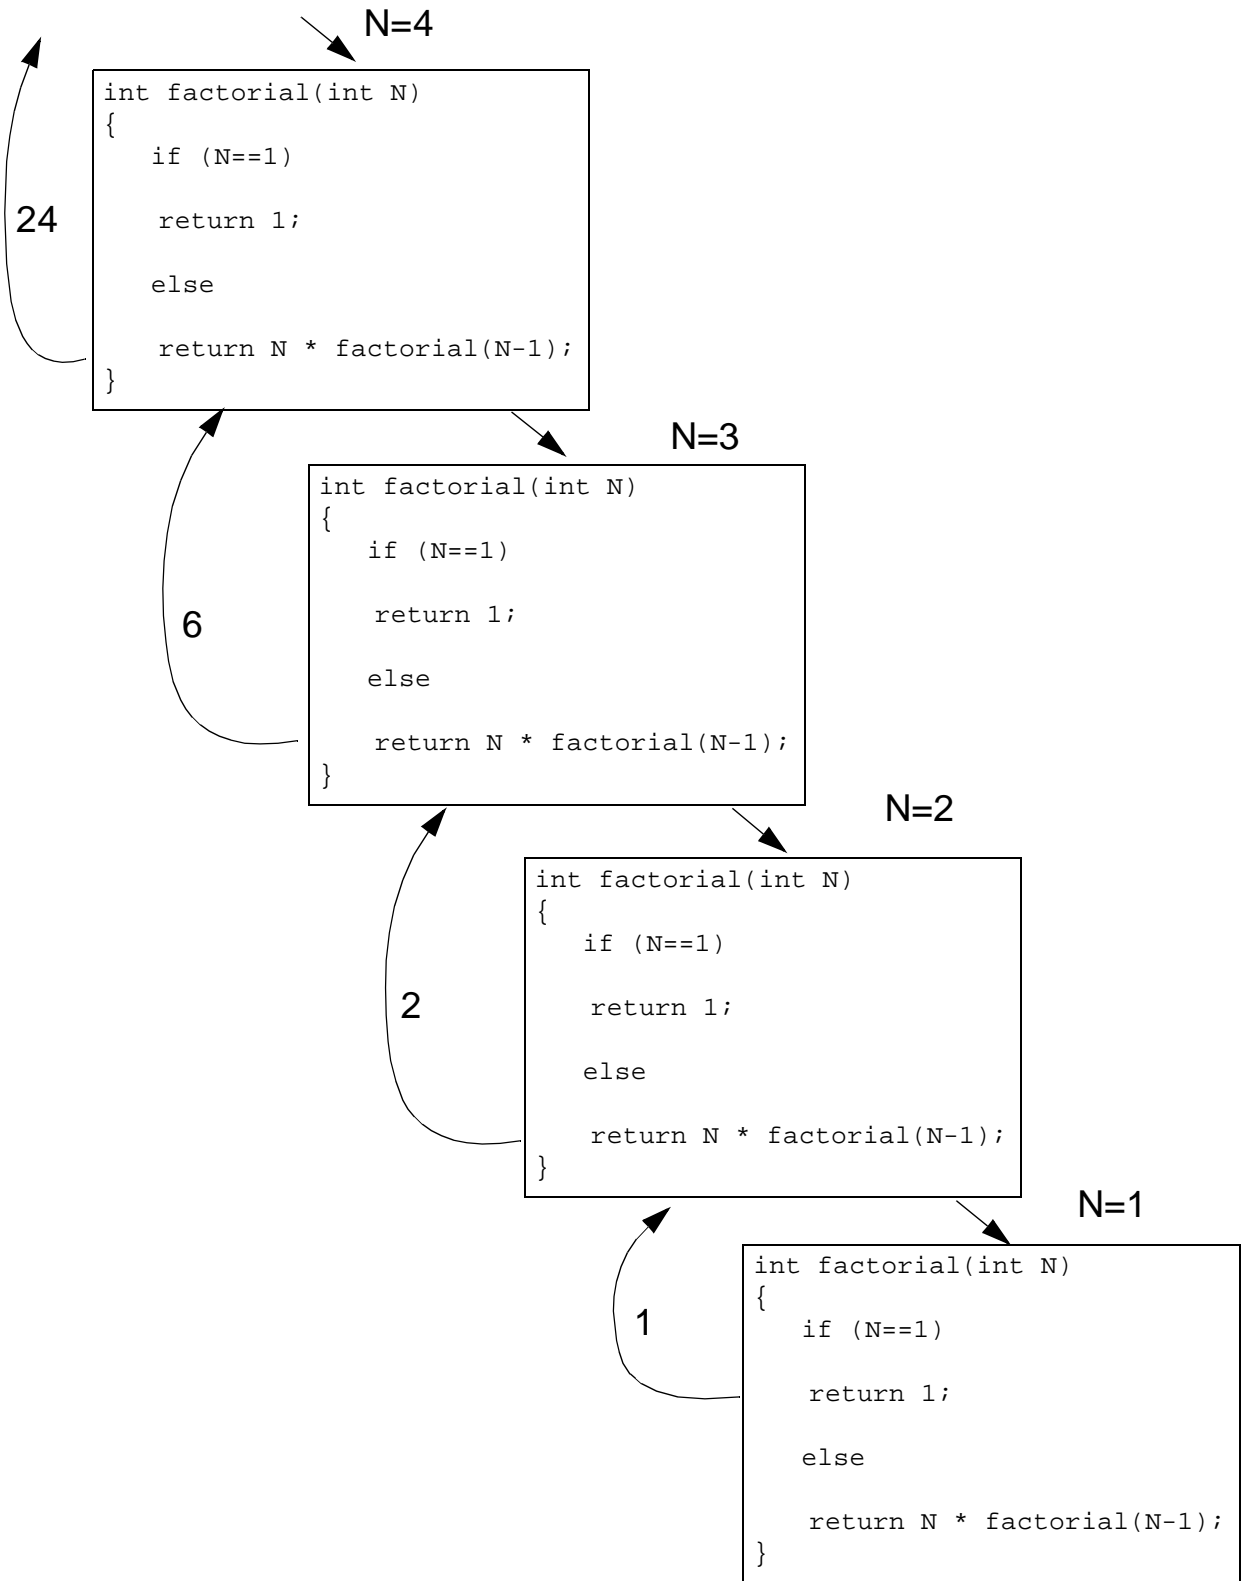 N=4
int factorial(int N)
{
if (N==1)
return 1;
else
return N * factorial(N-1);
}
24
N=3
int factorial(int N)
{
if (N==1)
return 1;
else
return N * factorial(N-1);
}
6
N=2
int factorial(int N)
{
if (N==1)
return 1;
else
return N * factorial(N-1);
}
2
N=1
int factorial(int N)
{
if (N==1)
return 1;
else
return N * factorial(N-1);
}
1